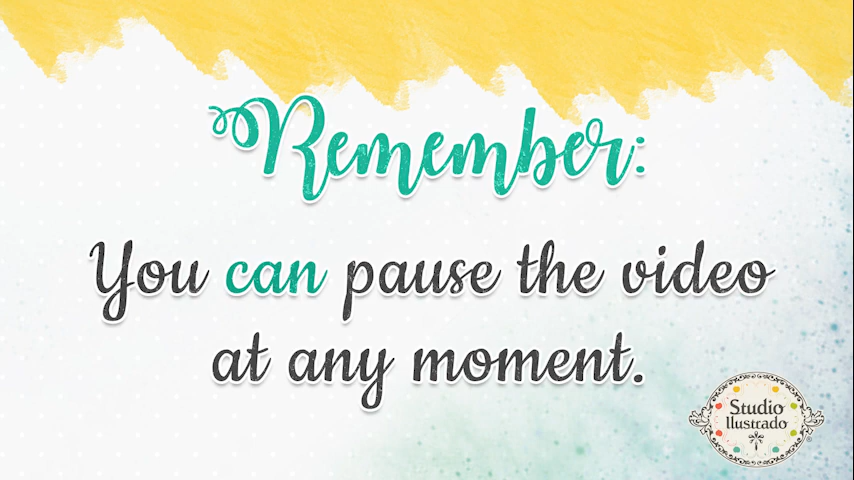 Remember:
You can pause the video
at any moment.
Studio
Ilustrado